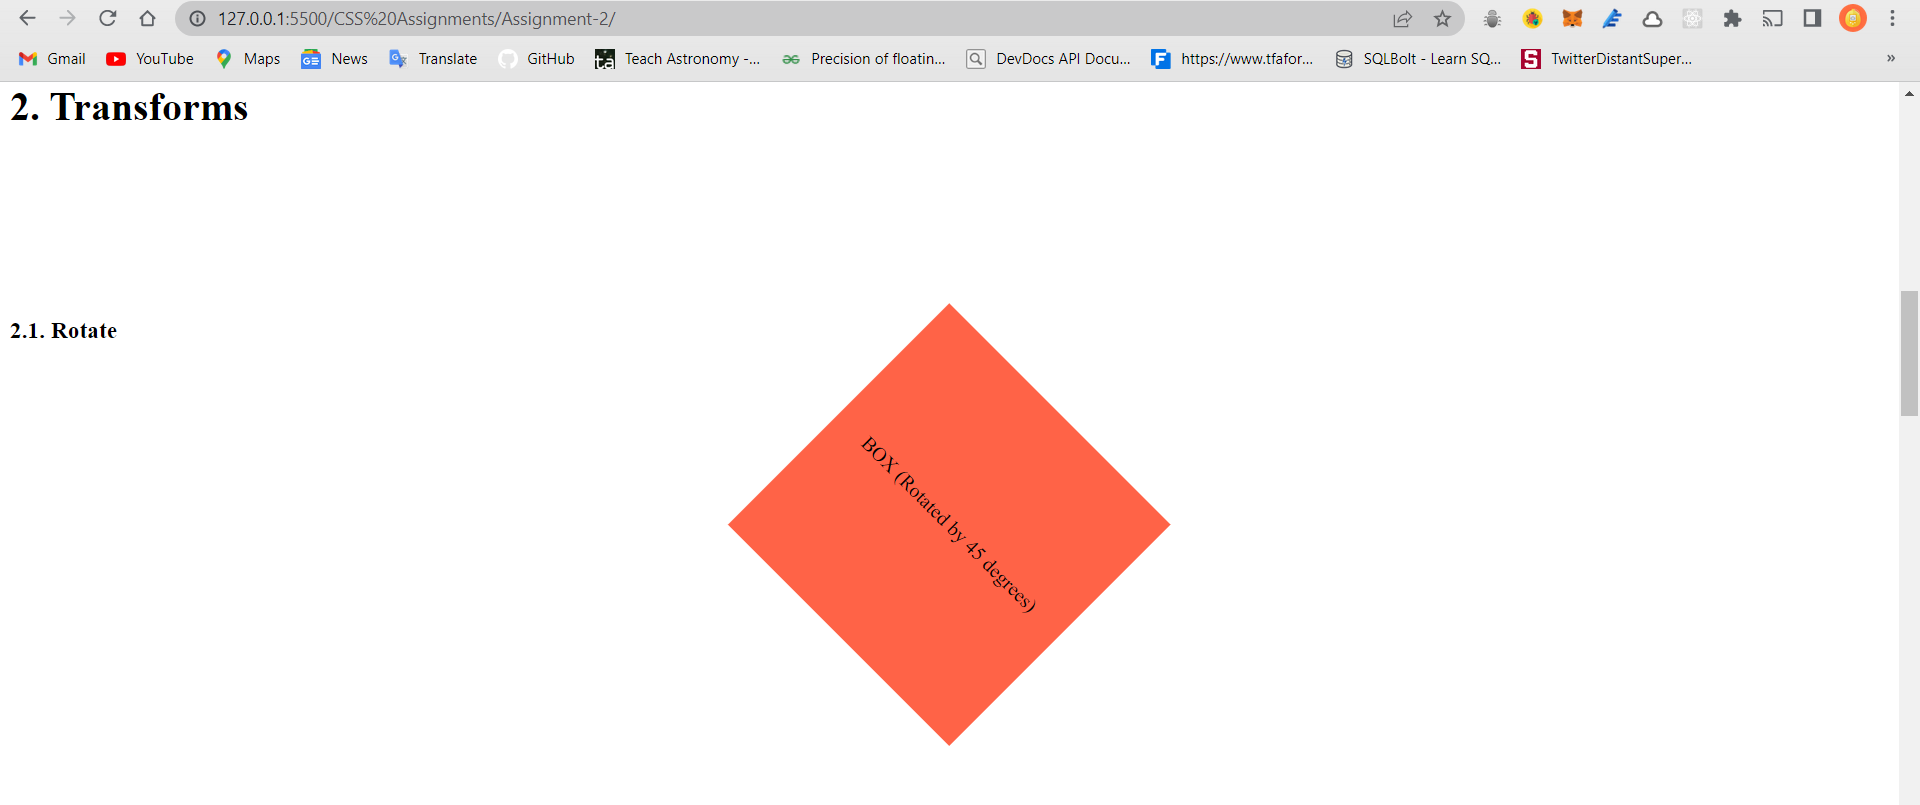 127.0.0.1:5500/CSS%20Assignments/Assignment-2/
Gmail YouTube Maps News Translate GitHub Teach Astronomy -... Precision of floatin... DevDocs API Docu... https://www.tfafor... SQLBolt - Learn SQ... TwitterDistantSuper... »
2. Transforms
2.1. Rotate
BOX (Rotated by 45 degrees)